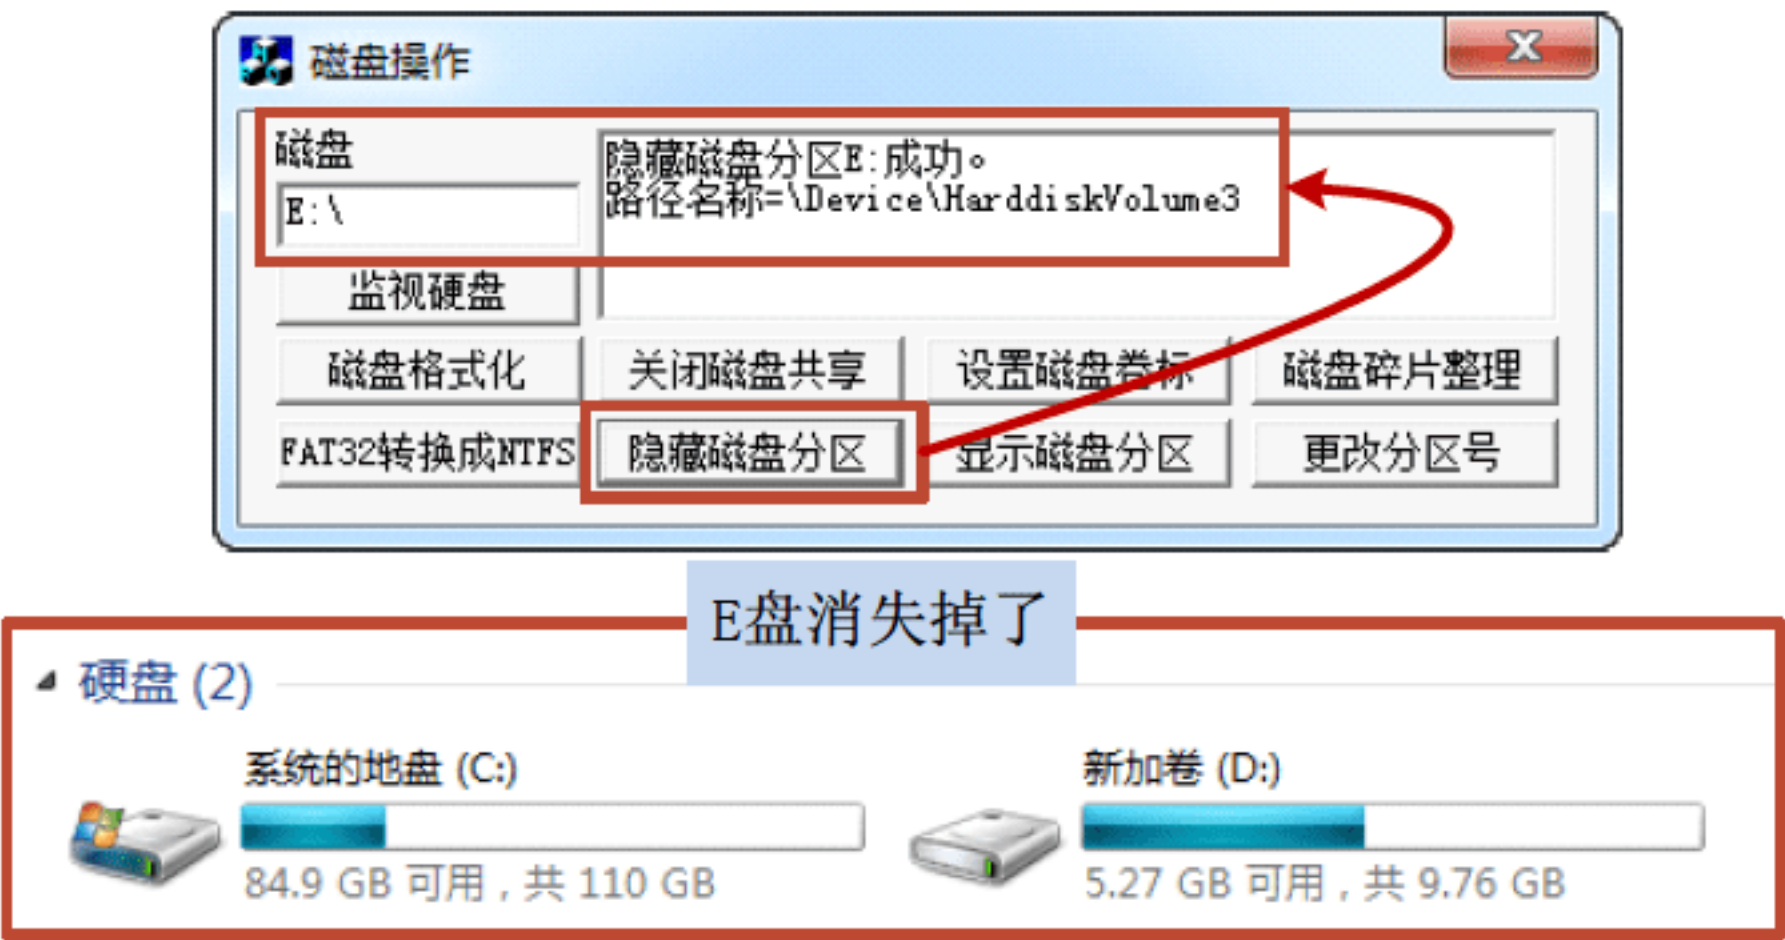 磁盘操作
磁盘
E:\
隐藏磁盘分区E:成功。
路径名称=\Device\HarddiskVolume3
监视硬盘
磁盘格式化
关闭磁盘共享
设置磁盘卷标
磁盘碎片整理
FAT32转换成NTFS
隐藏磁盘分区
显示磁盘分区
更改分区号
E盘消失掉了
硬盘 (2)
系统的地盘 (C:)
84.9 GB 可用，共 110 GB
新加卷 (D:)
5.27 GB 可用，共 9.76 GB